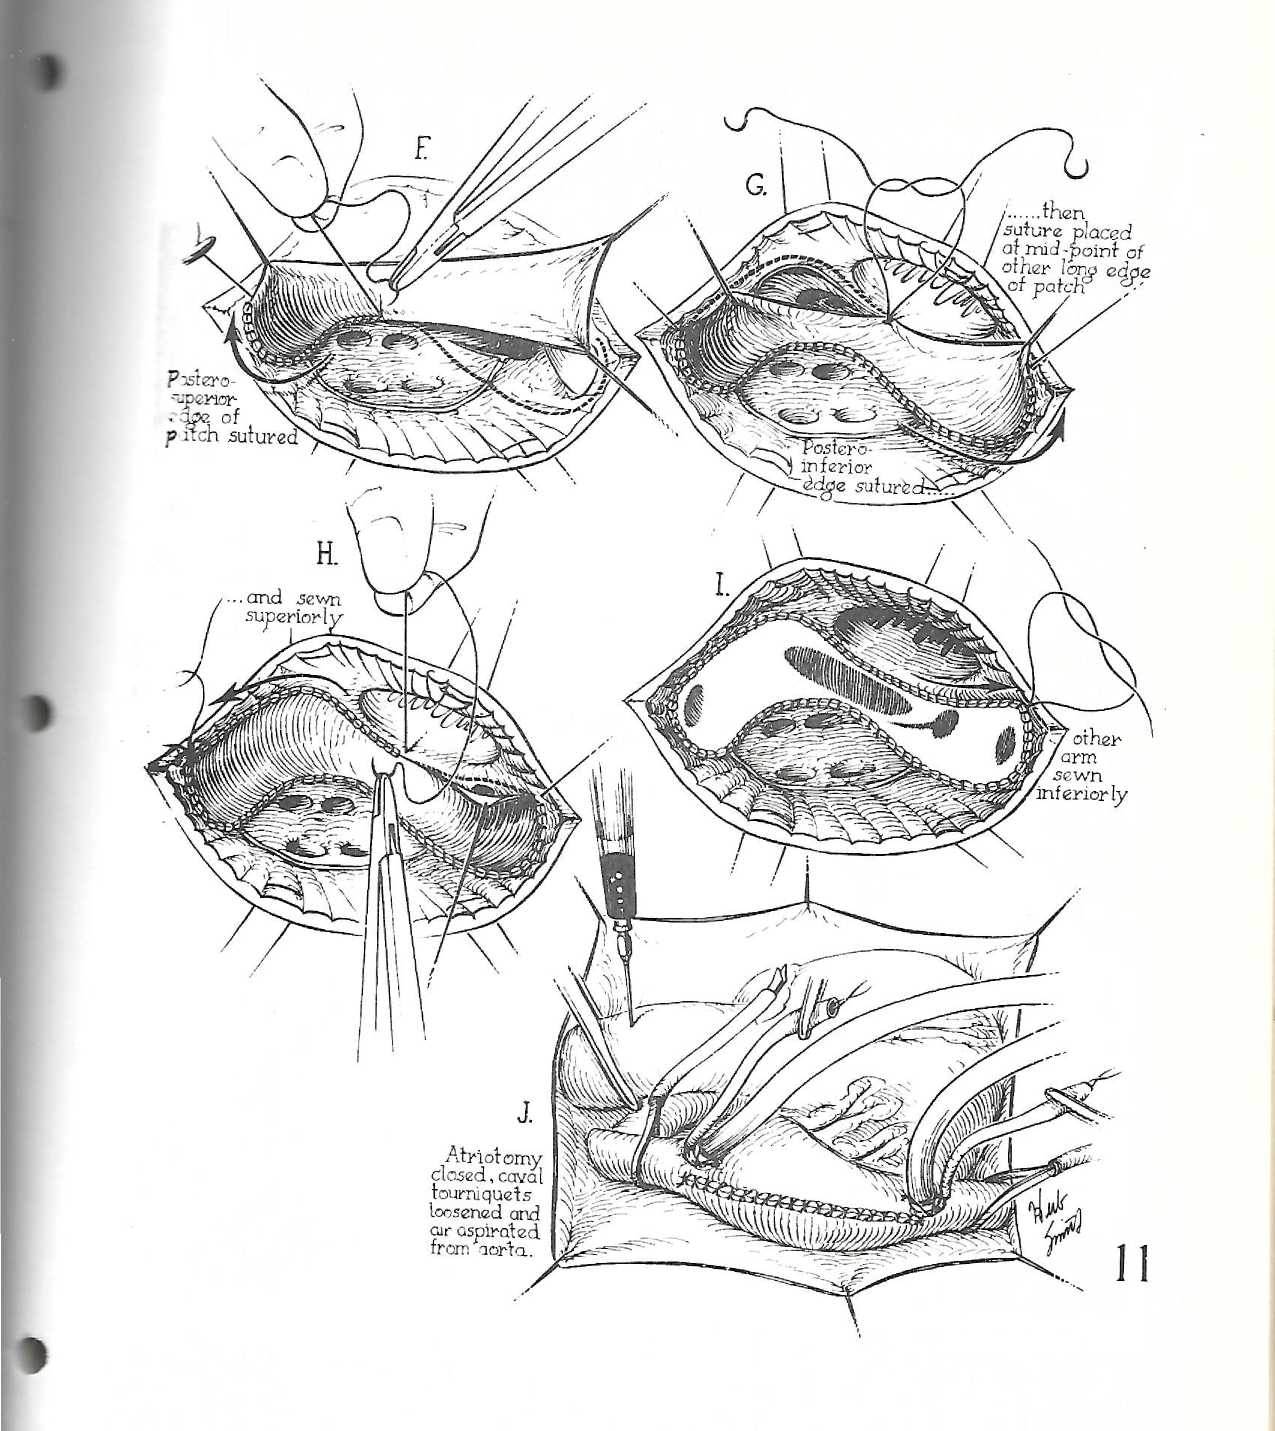 F.
Postero-
superior
edge of
patch sutured
G.
......then
suture placed
at mid-point of
other long edge
of patch
Postero-
inferior
edge sutured.....
H.
...and sewn
superiorly
I.
other
arm
sewn
inferiorly
J.
Atriotomy
closed, caval
tourniquets
loosened and
air aspirated
from aorta.
Herb
Smith
11